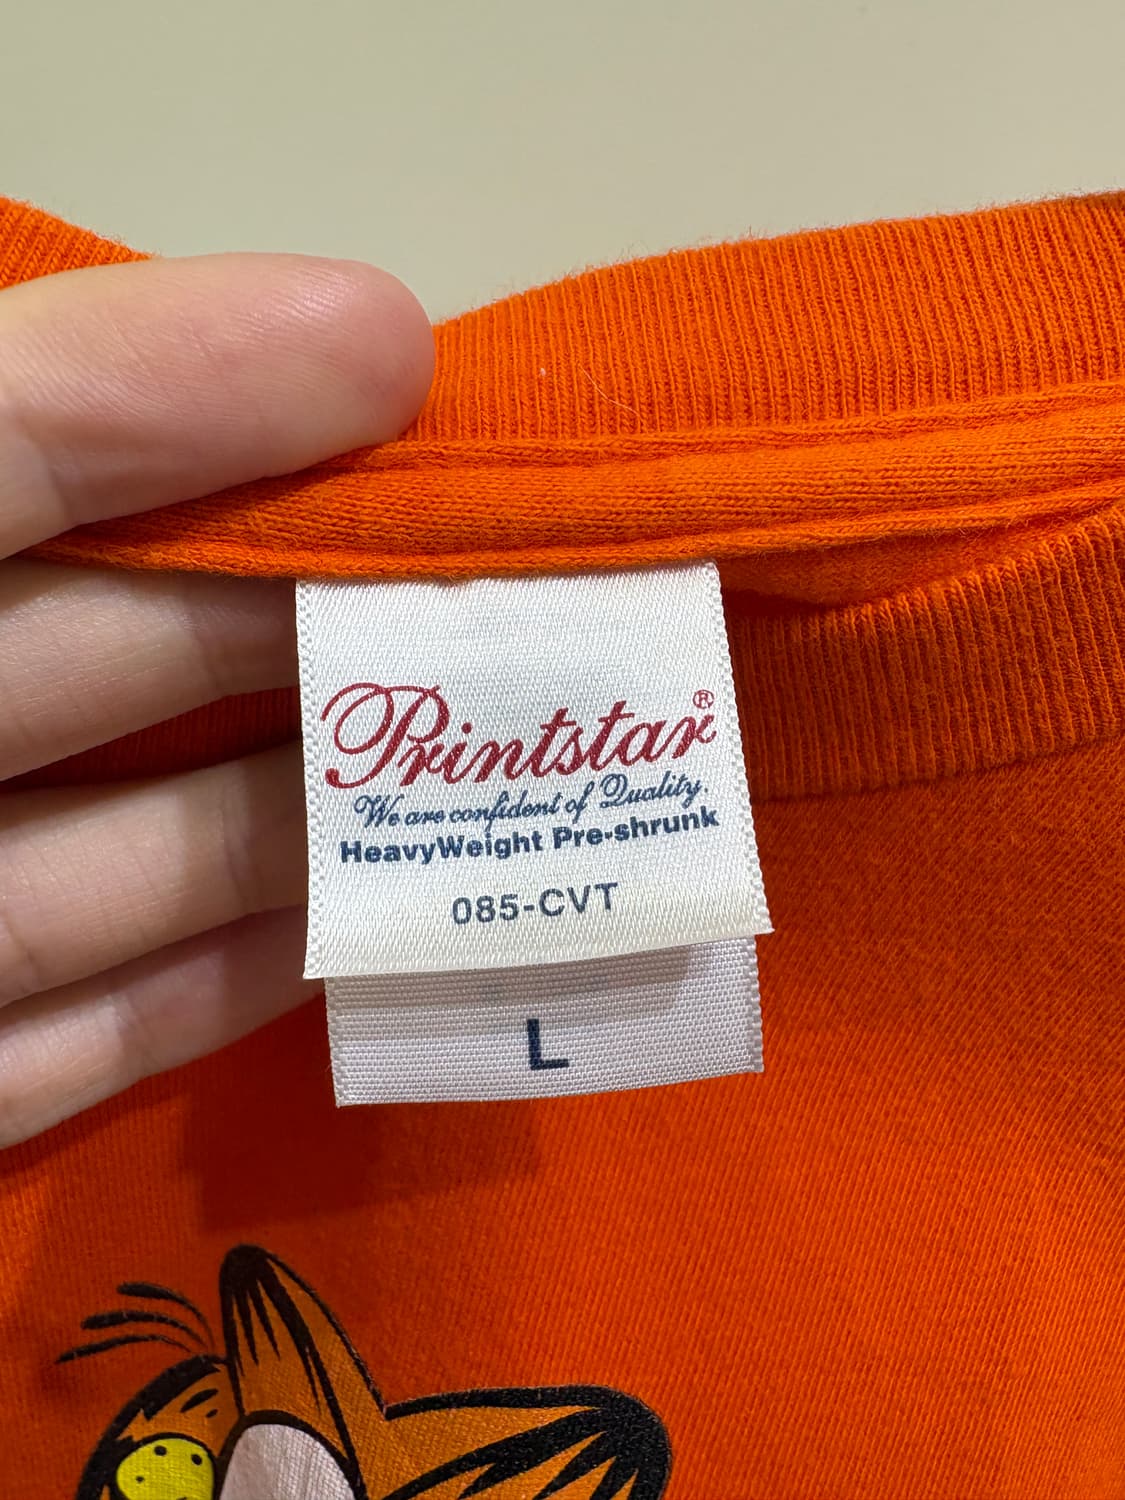 Printstar®
We are confident of Quality.
HeavyWeight Pre-shrunk
085-CVT
L